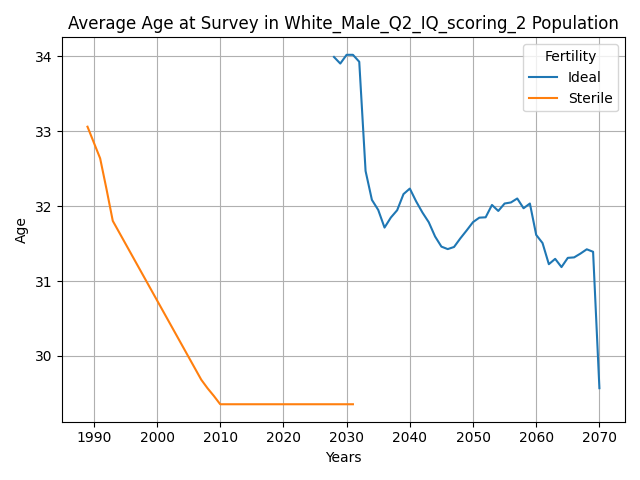 Average Age at Survey in White_Male_Q2_IQ_scoring_2 Population
Fertility
Ideal
Sterile
34
33
32
31
30
Age
1990
2000
2010
2020
2030
2040
2050
2060
2070
Years